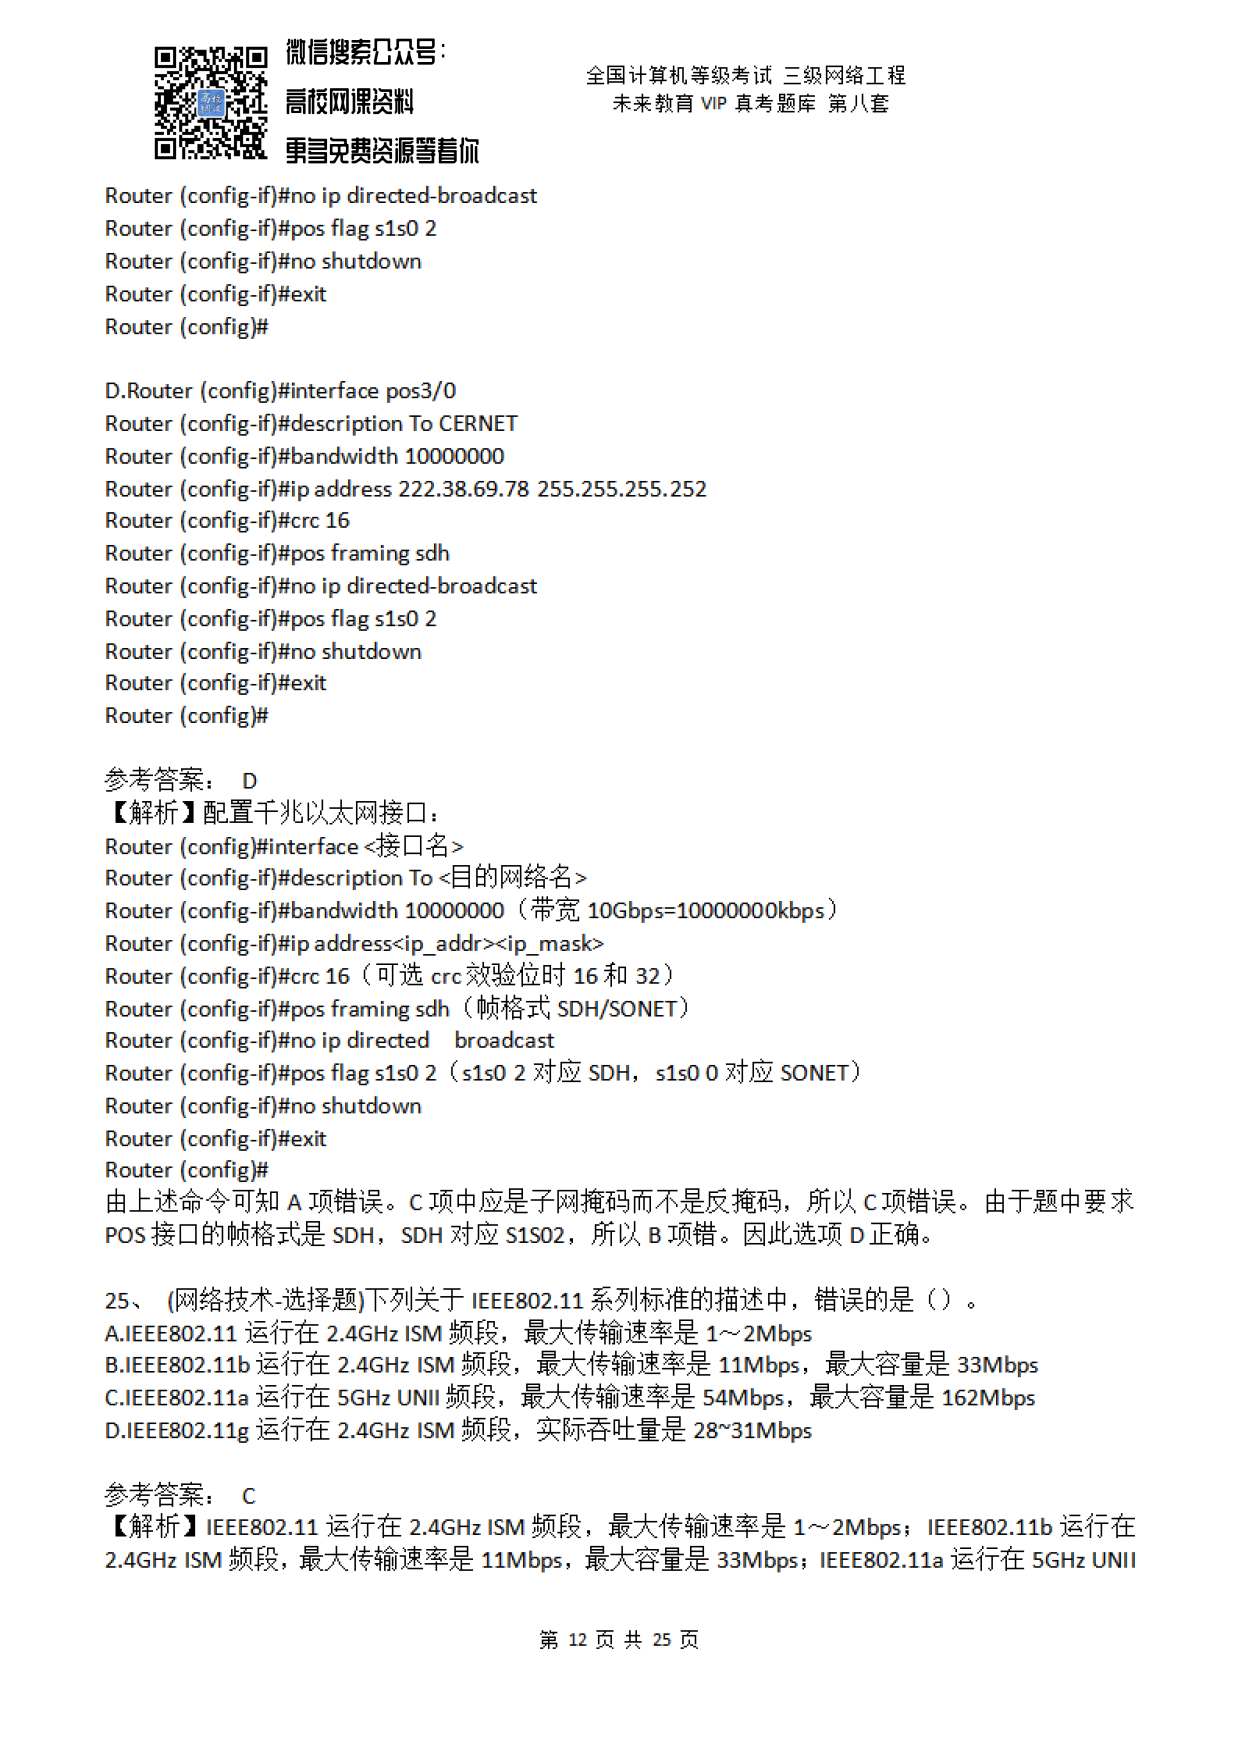 微信搜索公众号：
高校网课资料
更多免费资源等着你
全国计算机等级考试 三级网络工程
未来教育 VIP 真考题库 第八套
Router (config-if)#no ip directed-broadcast
Router (config-if)#pos flag s1s0 2
Router (config-if)#no shutdown
Router (config-if)#exit
Router (config)#
D.Router (config)#interface pos3/0
Router (config-if)#description To CERNET
Router (config-if)#bandwidth 10000000
Router (config-if)#ip address 222.38.69.78 255.255.255.252
Router (config-if)#crc 16
Router (config-if)#pos framing sdh
Router (config-if)#no ip directed-broadcast
Router (config-if)#pos flag s1s0 2
Router (config-if)#no shutdown
Router (config-if)#exit
Router (config)#
参考答案： D
【解析】配置千兆以太网接口：
Router (config)#interface <接口名>
Router (config-if)#description To <目的网络名>
Router (config-if)#bandwidth 10000000（带宽 10Gbps=10000000kbps）
Router (config-if)#ip address<ip_addr><ip_mask>
Router (config-if)#crc 16（可选 crc 效验位时 16 和 32）
Router (config-if)#pos framing sdh（帧格式 SDH/SONET）
Router (config-if)#no ip directed broadcast
Router (config-if)#pos flag s1s0 2（s1s0 2 对应 SDH，s1s0 0 对应 SONET）
Router (config-if)#no shutdown
Router (config-if)#exit
Router (config)#
由上述命令可知 A 项错误。C 项中应是子网掩码而不是反掩码，所以 C 项错误。由于题中要求
POS 接口的帧格式是 SDH，SDH 对应 S1S02，所以 B 项错。因此选项 D 正确。
25、 (网络技术-选择题)下列关于 IEEE802.11 系列标准的描述中，错误的是（）。
A.IEEE802.11 运行在 2.4GHz ISM 频段，最大传输速率是 1～2Mbps
B.IEEE802.11b 运行在 2.4GHz ISM 频段，最大传输速率是 11Mbps，最大容量是 33Mbps
C.IEEE802.11a 运行在 5GHz UNII 频段，最大传输速率是 54Mbps，最大容量是 162Mbps
D.IEEE802.11g 运行在 2.4GHz ISM 频段，实际吞吐量是 28~31Mbps
参考答案： C
【解析】IEEE802.11 运行在 2.4GHz ISM 频段，最大传输速率是 1～2Mbps；IEEE802.11b 运行在
2.4GHz ISM 频段，最大传输速率是 11Mbps，最大容量是 33Mbps；IEEE802.11a 运行在 5GHz UNII
第 12 页 共 25 页